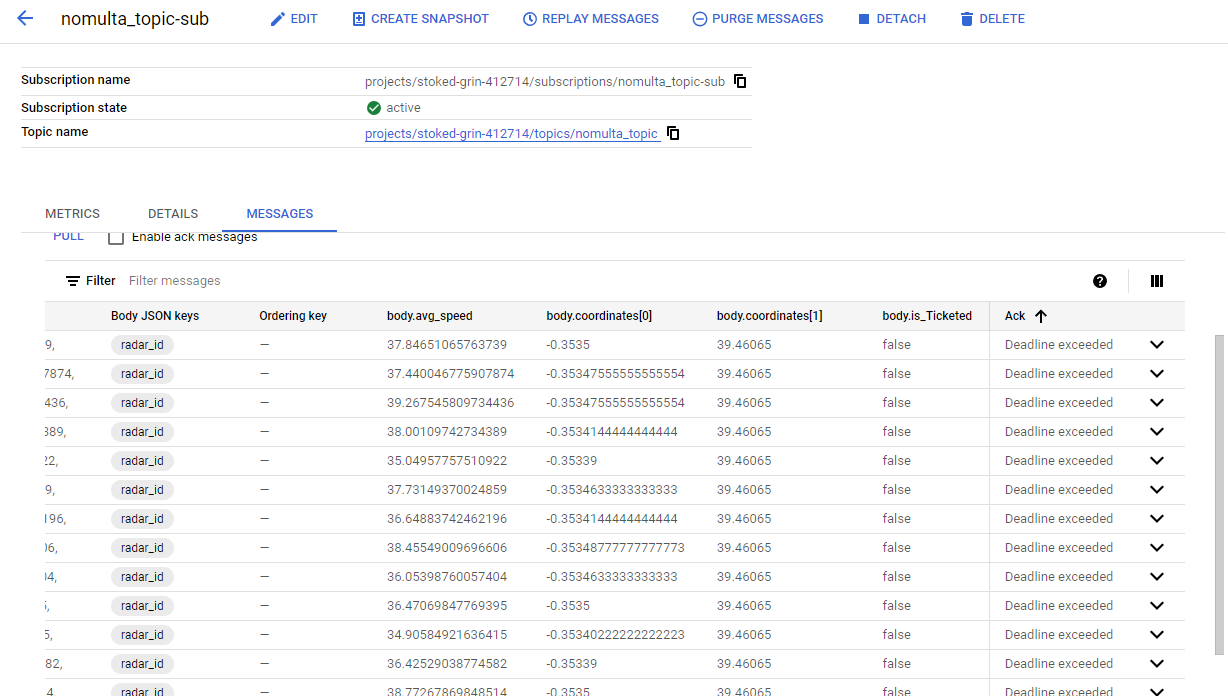 nomulta_topic-sub EDIT CREATE SNAPSHOT REPLAY MESSAGES PURGE MESSAGES DETACH DELETE
Subscription name projects/stoked-grin-412714/subscriptions/nomulta_topic-sub
Subscription state active
Topic name projects/stoked-grin-412714/topics/nomulta_topic
METRICS DETAILS MESSAGES
PULL Enable ack messages
Filter Filter messages
Body JSON keys Ordering key body.avg_speed body.coordinates[0] body.coordinates[1] body.is_Ticketed Ack
9, radar_id — 37.84651065763739 -0.3535 39.46065 false Deadline exceeded
7874, radar_id — 37.440046775907874 -0.35347555555555554 39.46065 false Deadline exceeded
436, radar_id — 39.267545809734436 -0.35347555555555554 39.46065 false Deadline exceeded
389, radar_id — 38.00109742734389 -0.3534144444444444 39.46065 false Deadline exceeded
22, radar_id — 35.04957757510922 -0.35339 39.46065 false Deadline exceeded
9, radar_id — 37.73149370024859 -0.3534633333333333 39.46065 false Deadline exceeded
196, radar_id — 36.64883742462196 -0.3534144444444444 39.46065 false Deadline exceeded
06, radar_id — 38.45549009696606 -0.35348777777777773 39.46065 false Deadline exceeded
04, radar_id — 36.05398760057404 -0.3534633333333333 39.46065 false Deadline exceeded
5, radar_id — 36.47069847769395 -0.3535 39.46065 false Deadline exceeded
5, radar_id — 34.90584921636415 -0.35340222222222223 39.46065 false Deadline exceeded
82, radar_id — 36.42529038774582 -0.35339 39.46065 false Deadline exceeded
4, radar_id — 38.77267869848514 -0.3535 39.46065 false Deadline exceeded